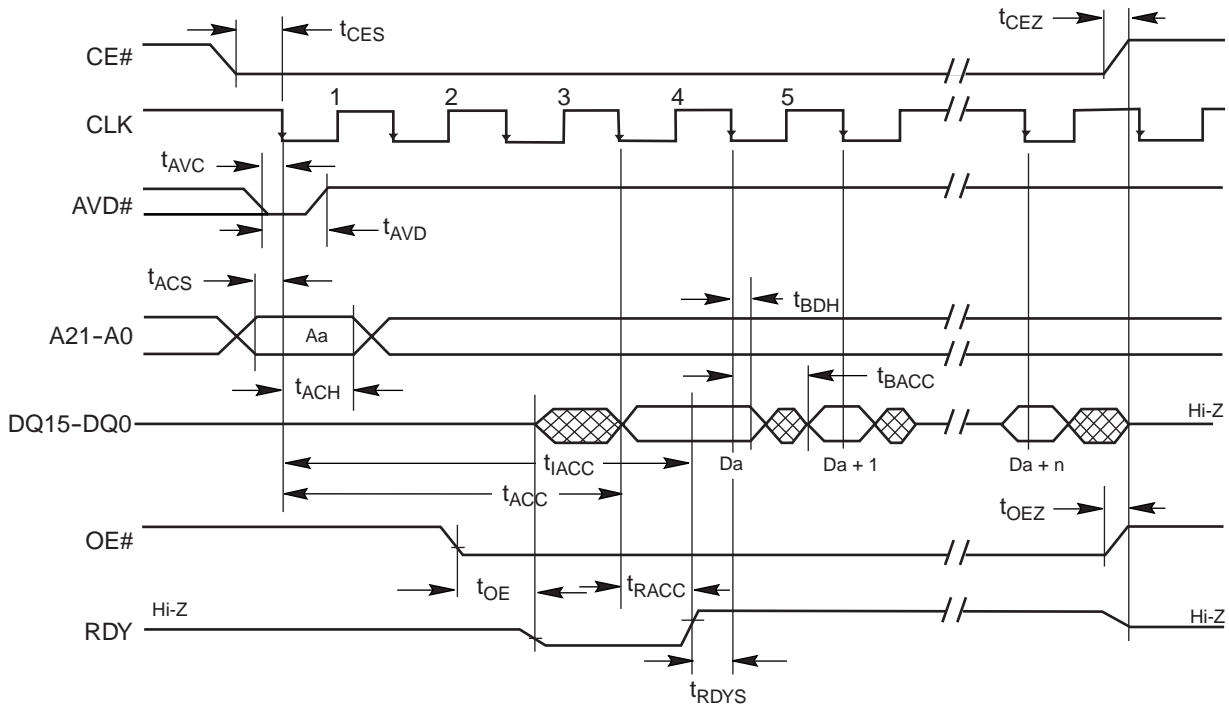 tCES
tCEZ
CE#
1 2 3 4 5
CLK
tAVC
AVD#
tAVD
tACS
tBDH
A21-A0
Aa
tACH
tBACC
DQ15-DQ0
Hi-Z
tIACC
Da
Da + 1
Da + n
tACC
tOEZ
OE#
tOE
tRACC
Hi-Z
RDY
Hi-Z
tRDYS